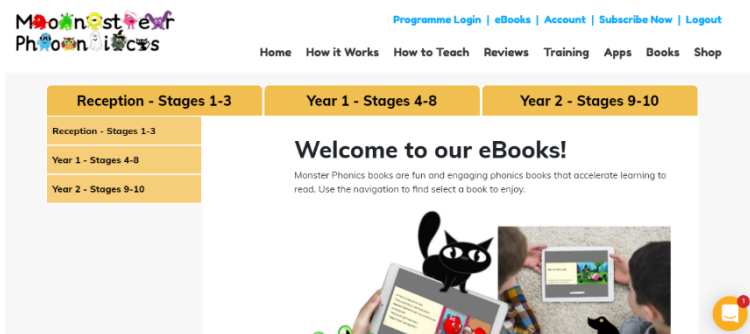 Monster
Phonics
Programme Login | eBooks | Account | Subscribe Now | Logout
Home How it Works How to Teach Reviews Training Apps Books Shop
Reception - Stages 1-3 Year 1 - Stages 4-8 Year 2 - Stages 9-10
Reception - Stages 1-3
Year 1 - Stages 4-8
Year 2 - Stages 9-10
Welcome to our eBooks!
Monster Phonics books are fun and engaging phonics books that accelerate learning to
read. Use the navigation to find select a book to enjoy.
1